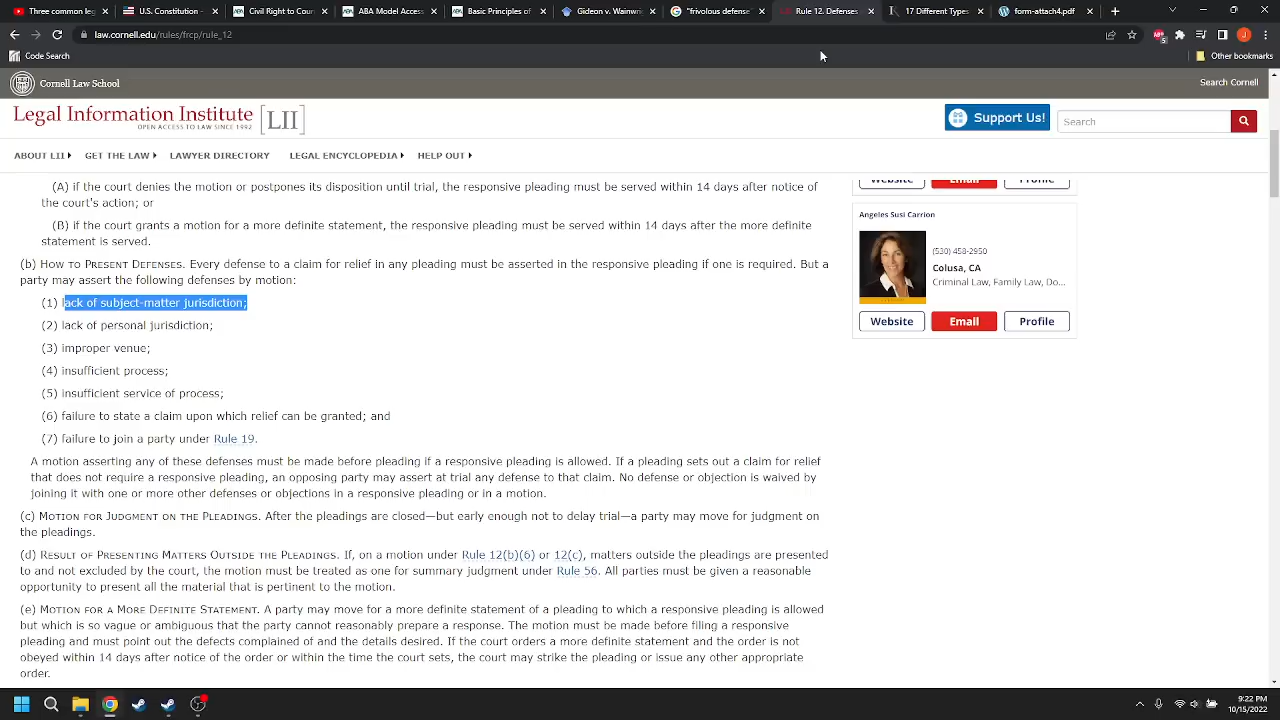 Three common legal
U.S. Constitution -
Civil Right to Coun
ABA Model Access
Basic Principles of
Gideon v. Wainwrig
"frivolous defense
Rule 12. Defenses
17 Different Types
form-attach4.pdf
law.cornell.edu/rules/frcp/rule_12
Code Search
Other bookmarks
Cornell Law School
Search Cornell
Legal Information Institute [LII]
OPEN ACCESS TO LAW SINCE 1992
Support Us!
Search
ABOUT LII
GET THE LAW
LAWYER DIRECTORY
LEGAL ENCYCLOPEDIA
HELP OUT
(A) if the court denies the motion or postpones its disposition until trial, the responsive pleading must be served within 14 days after notice of
the court's action; or
(B) if the court grants a motion for a more definite statement, the responsive pleading must be served within 14 days after the more definite
statement is served.
(b) HOW TO PRESENT DEFENSES. Every defense to a claim for relief in any pleading must be asserted in the responsive pleading if one is required. But a
party may assert the following defenses by motion:
(1) lack of subject-matter jurisdiction;
(2) lack of personal jurisdiction;
(3) improper venue;
(4) insufficient process;
(5) insufficient service of process;
(6) failure to state a claim upon which relief can be granted; and
(7) failure to join a party under Rule 19.
A motion asserting any of these defenses must be made before pleading if a responsive pleading is allowed. If a pleading sets out a claim for relief
that does not require a responsive pleading, an opposing party may assert at trial any defense to that claim. No defense or objection is waived by
joining it with one or more other defenses or objections in a responsive pleading or in a motion.
(c) MOTION FOR JUDGMENT ON THE PLEADINGS. After the pleadings are closed—but early enough not to delay trial—a party may move for judgment on
the pleadings.
(d) RESULT OF PRESENTING MATTERS OUTSIDE THE PLEADINGS. If, on a motion under Rule 12(b)(6) or 12(c), matters outside the pleadings are presented
to and not excluded by the court, the motion must be treated as one for summary judgment under Rule 56. All parties must be given a reasonable
opportunity to present all the material that is pertinent to the motion.
(e) MOTION FOR A MORE DEFINITE STATEMENT. A party may move for a more definite statement of a pleading to which a responsive pleading is allowed
but which is so vague or ambiguous that the party cannot reasonably prepare a response. The motion must be made before filing a responsive
pleading and must point out the defects complained of and the details desired. If the court orders a more definite statement and the order is not
obeyed within 14 days after notice of the order or within the time the court sets, the court may strike the pleading or issue any other appropriate
order.
Website
Email
Profile
Angeles Susi Carrion
(530) 458-2950
Colusa, CA
Criminal Law, Family Law, Do...
Website
Email
Profile
9:22 PM
10/15/2022